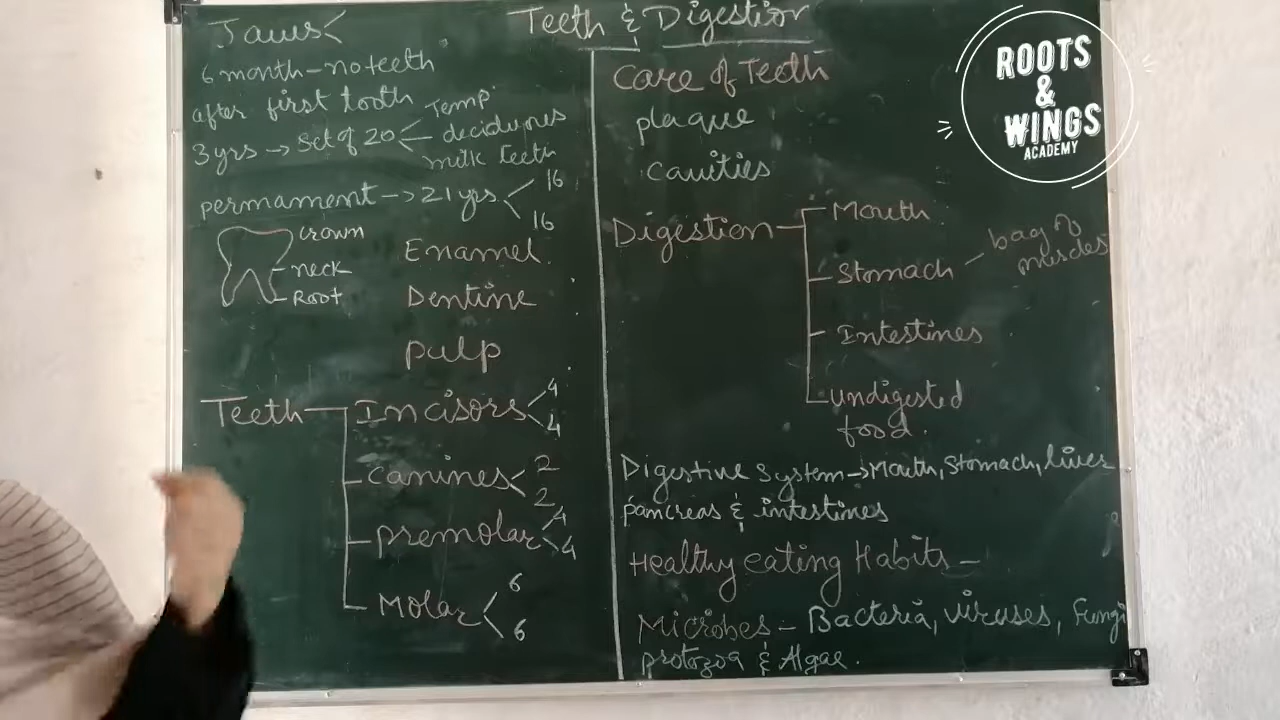 Teeth & Digestion
Jaws <
6 month - no teeth
after first tooth
3yrs → set of 20 <
Temp
deciduous
milk teeth
permament → 21 yrs < 16
16
crown
neck
Root
Enamel
Dentine
pulp
Teeth
Incisors < 4
4
canines < 2
2
premolar < 4
4
Molar < 6
6
Care of Teeth
plaque
cavities
Digestion
Mouth
Stomach - bag of
muscles
Intestines
undigested
food.
Digestive System → Mouth, Stomach, liver
pancreas & intestines
Healthy eating Habits -
Microbes - Bacteria, viruses, Fungi
protozoa & Algae.
ROOTS
&
WINGS
ACADEMY